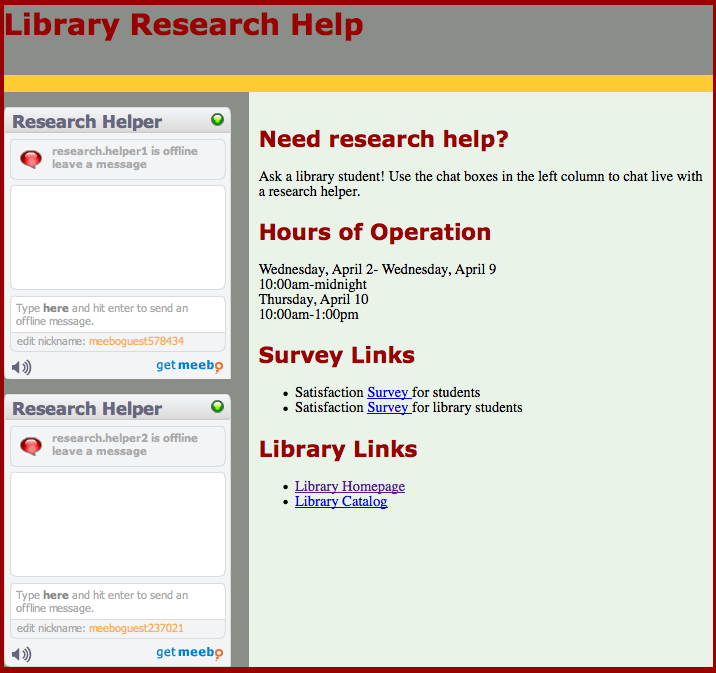 Library Research Help
Research Helper
research.helper1 is offline
leave a message
Type here and hit enter to send an
offline message.
edit nickname: meeboguest578434
get meebo
Research Helper
research.helper2 is offline
leave a message
Type here and hit enter to send an
offline message.
edit nickname: meeboguest237021
get meebo
Need research help?
Ask a library student! Use the chat boxes in the left column to chat live with
a research helper.
Hours of Operation
Wednesday, April 2- Wednesday, April 9
10:00am-midnight
Thursday, April 10
10:00am-1:00pm
Survey Links
• Satisfaction Survey for students
• Satisfaction Survey for library students
Library Links
• Library Homepage
• Library Catalog